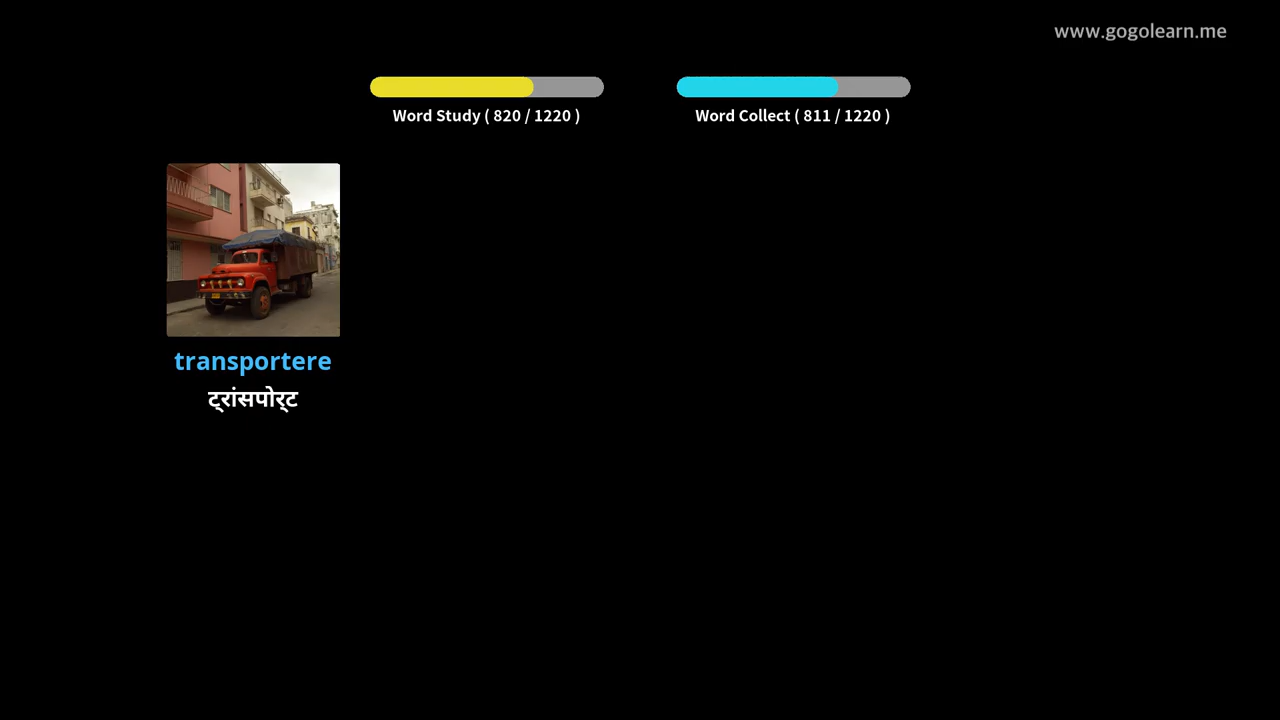 www.gogolearn.me
Word Study ( 820 / 1220 )
Word Collect ( 811 / 1220 )
transportere
ट्रांसपोर्ट